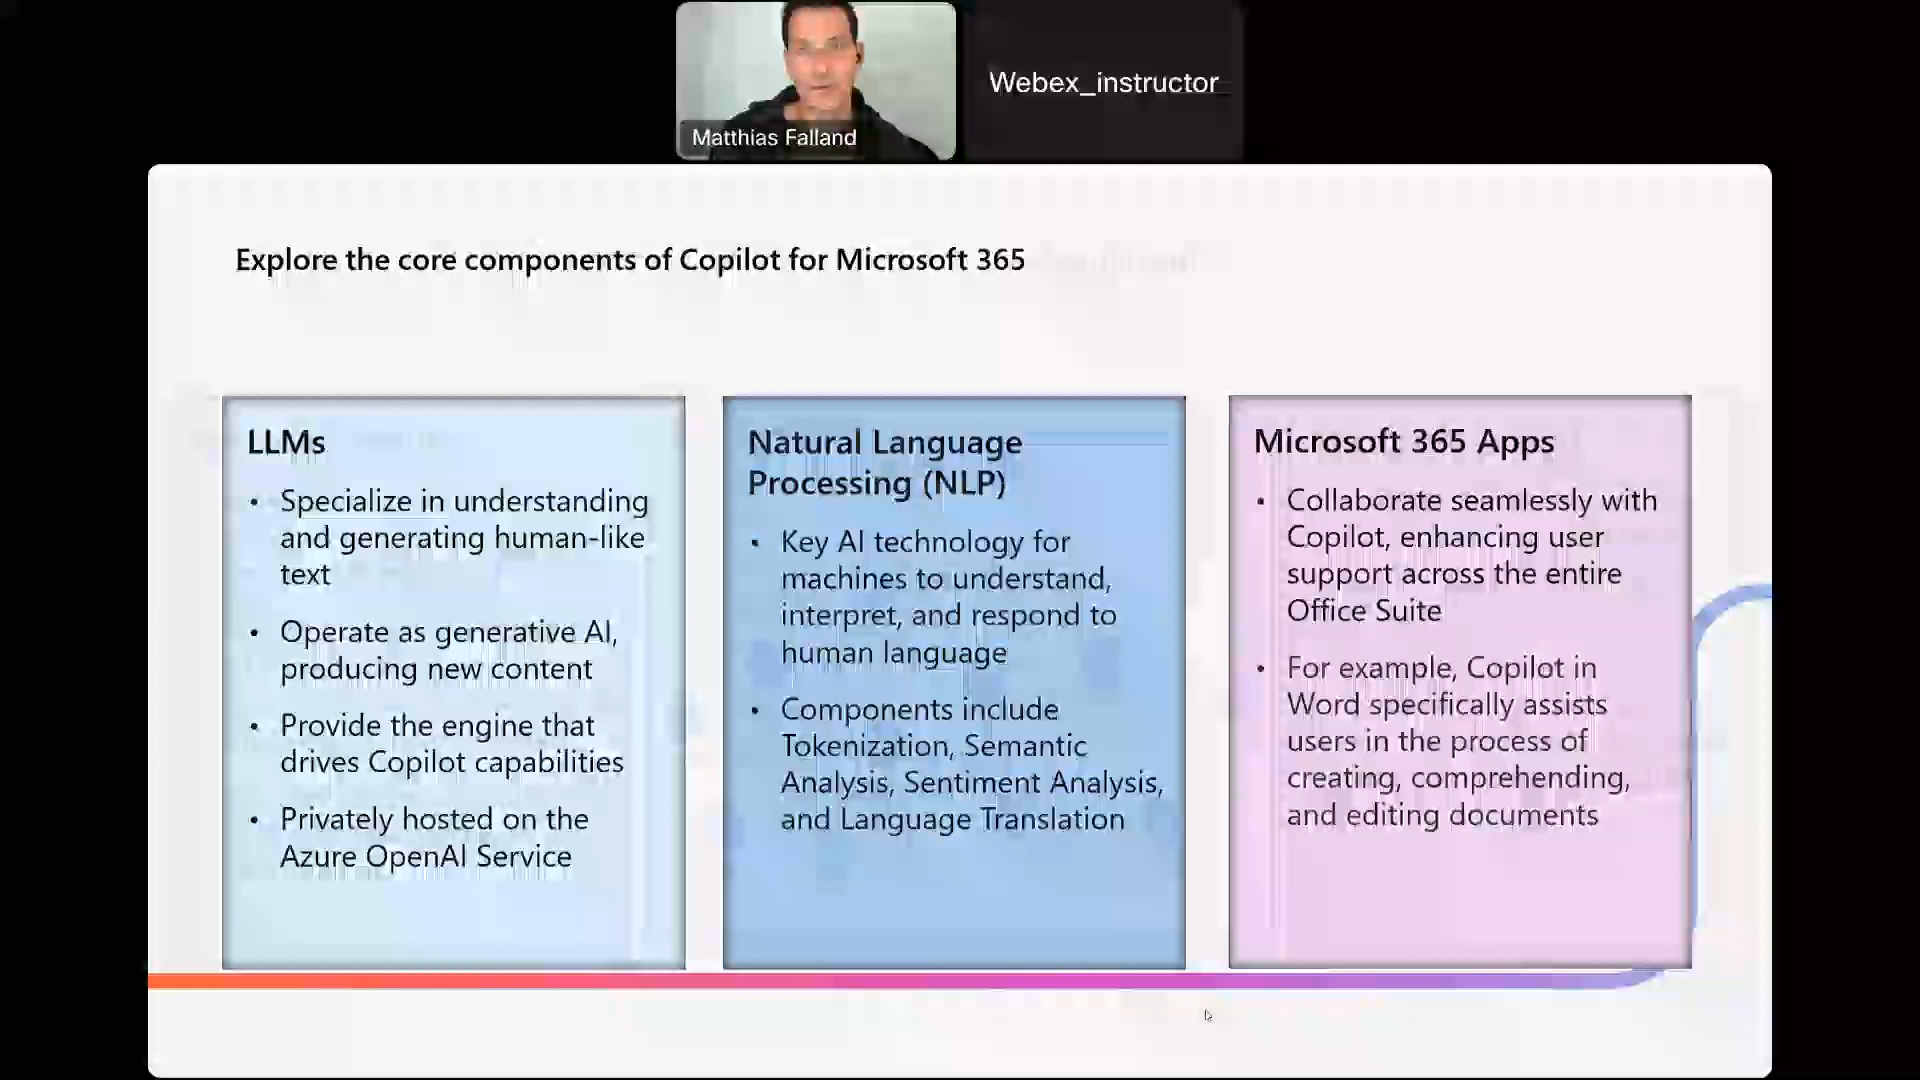 Webex_instructor_
Matthias Falland
Explore the core components of Copilot for Microsoft 365
LLMs
• Specialize in understanding
and generating human-like
text
• Operate as generative AI,
producing new content
• Provide the engine that
drives Copilot capabilities
• Privately hosted on the
Azure OpenAI Service
Natural Language
Processing (NLP)
• Key AI technology for
machines to understand,
interpret, and respond to
human language
• Components include
Tokenization, Semantic
Analysis, Sentiment Analysis,
and Language Translation
Microsoft 365 Apps
• Collaborate seamlessly with
Copilot, enhancing user
support across the entire
Office Suite
• For example, Copilot in
Word specifically assists
users in the process of
creating, comprehending,
and editing documents